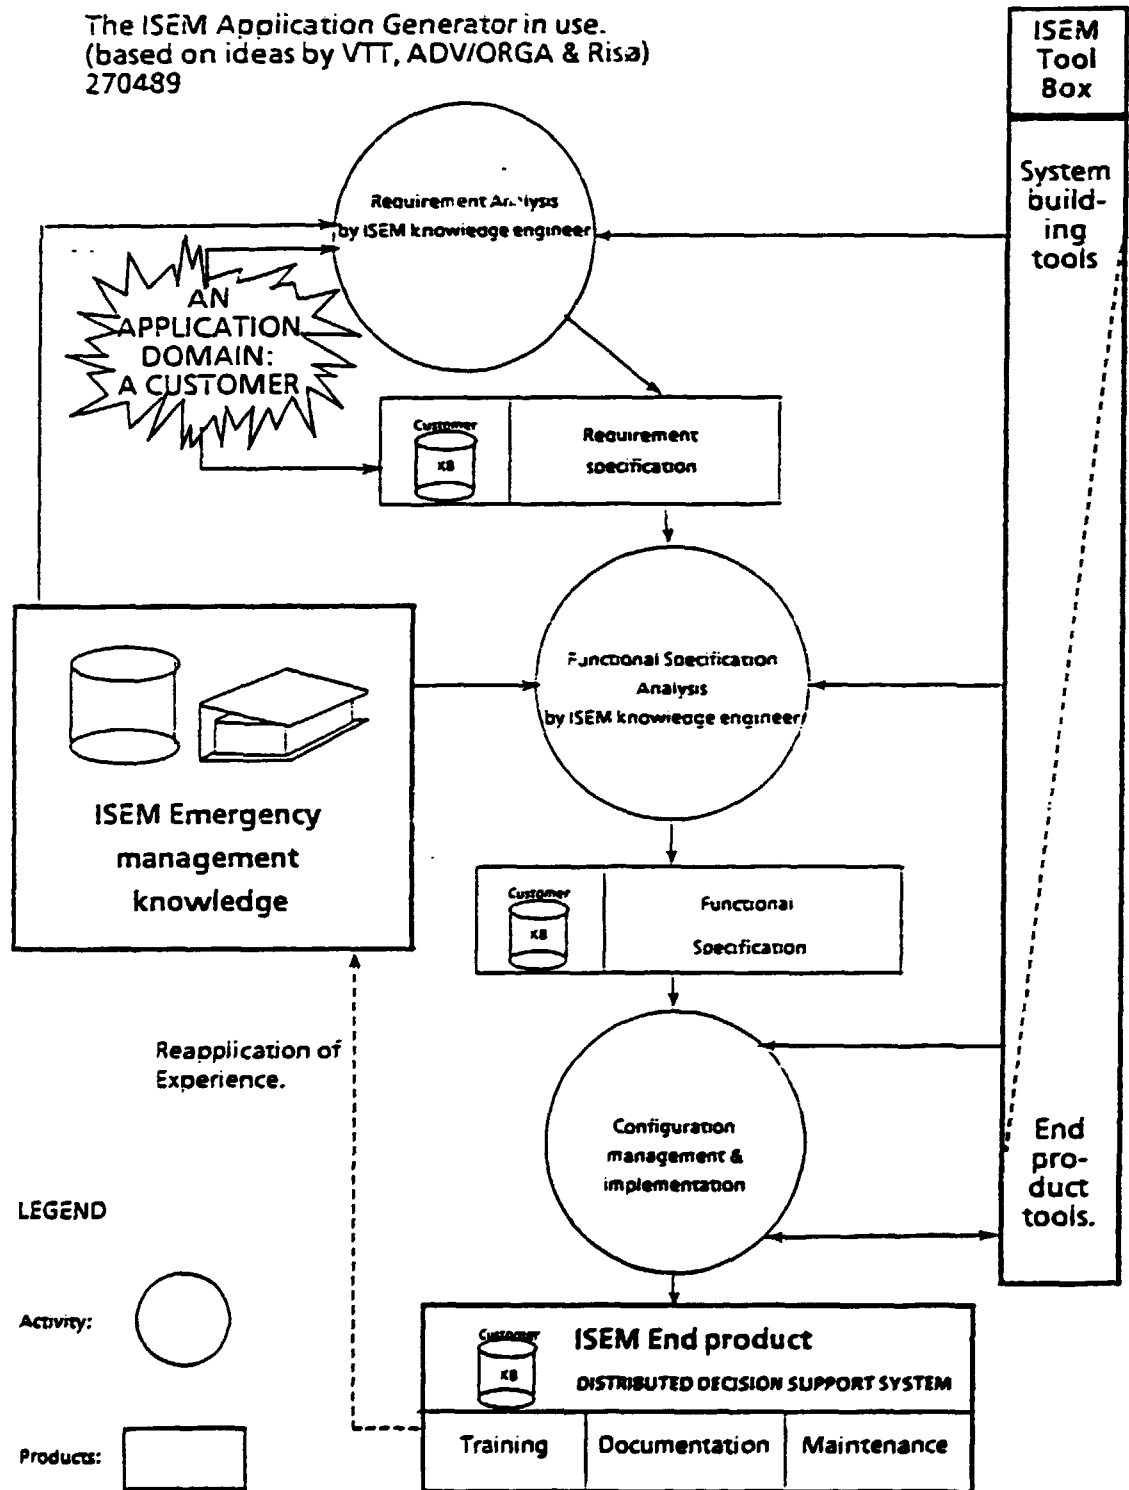 The ISEM Application Generator in use.
(based on ideas by VTT, ADV/ORGA & Risø)
270489
ISEM
Tool
Box
System
build-
ing
tools
Requirement Analysis
by ISEM knowledge engineer
AN
APPLICATION
DOMAIN:
A CUSTOMER
Customer
KB
Requirement
specification
Functional Specification
Analysis
by ISEM knowledge engineer
ISEM Emergency
management
knowledge
Customer
KB
Functional
Specification
Reapplication of
Experience.
Configuration
management &
implementation
End
pro-
duct
tools.
LEGEND
Activity:
Products:
Customer
KB
ISEM End product
DISTRIBUTED DECISION SUPPORT SYSTEM
Training
Documentation
Maintenance